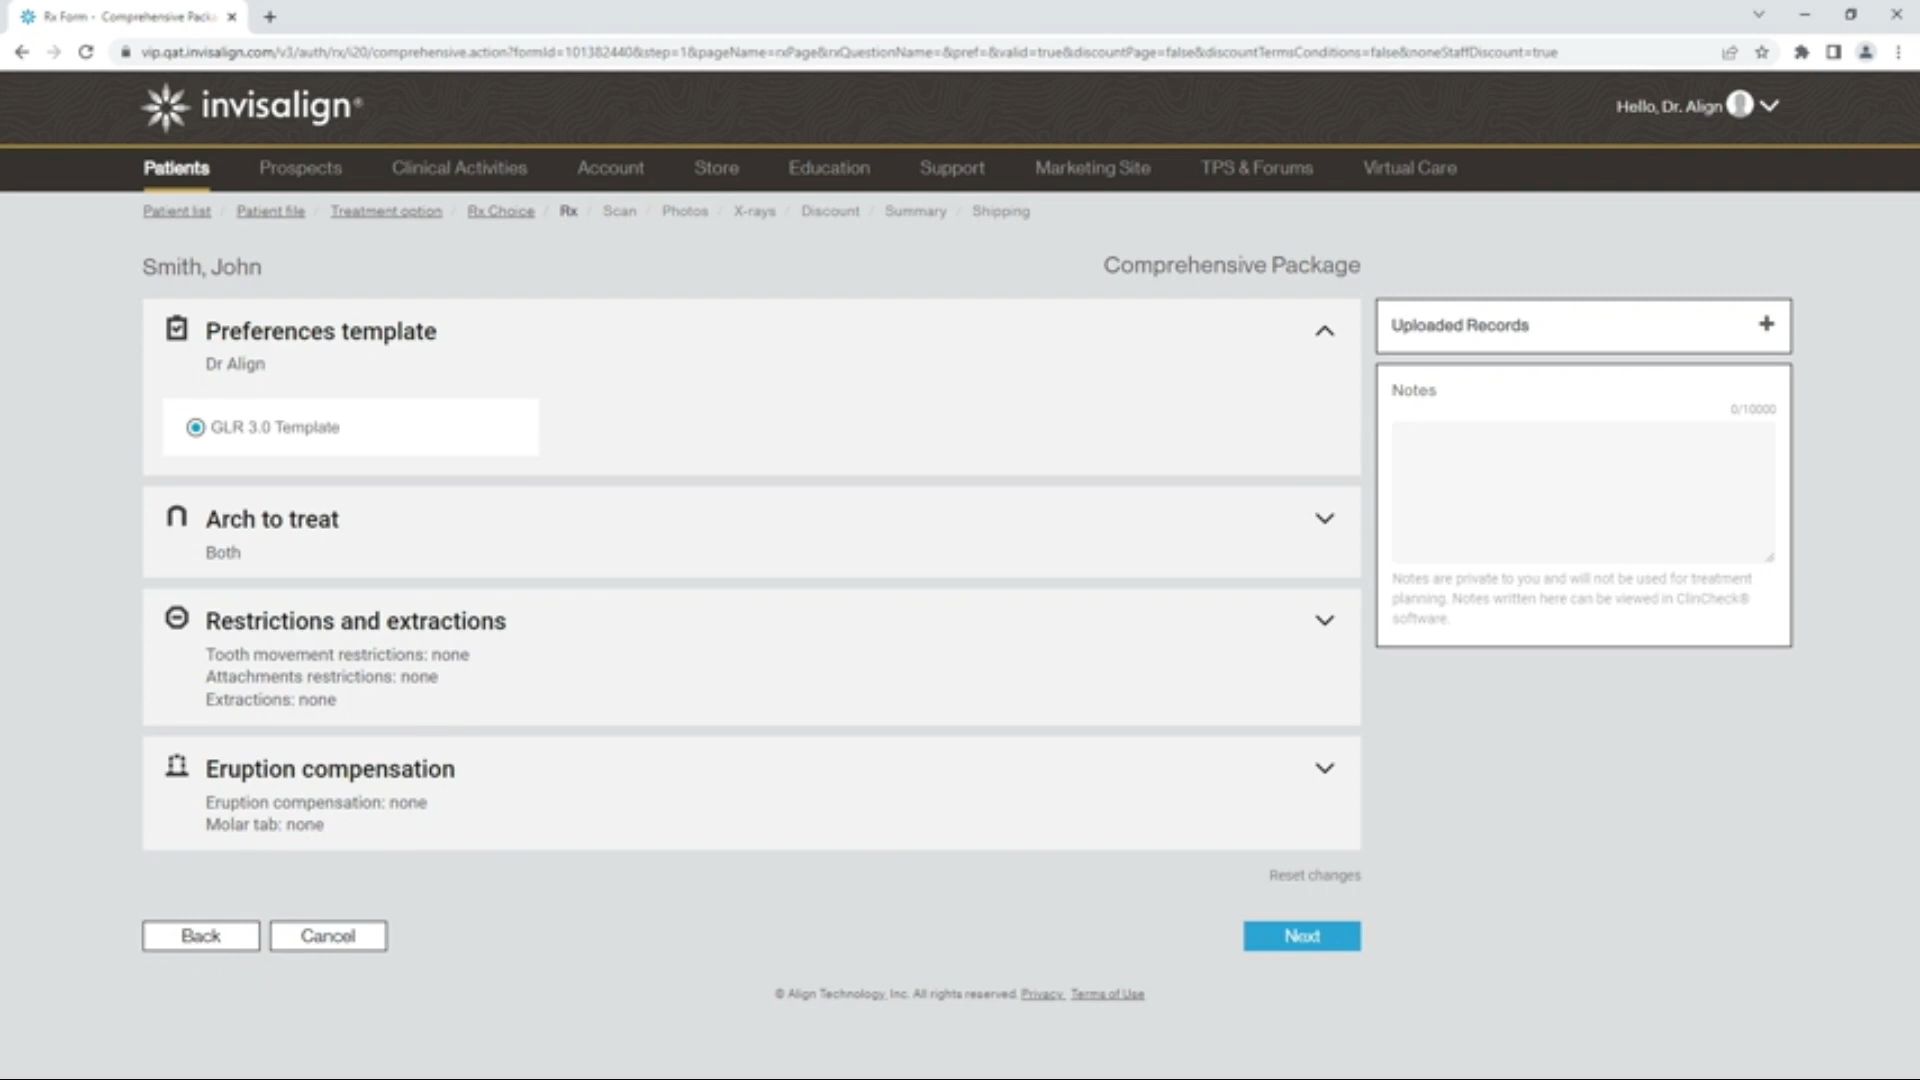 Rx Form - Comprehensive Packa
vip.qat.invisalign.com/v3/auth/rx/i20/comprehensive.action?formId=101382440&step=1&pageName=rxPage&rxQuestionName=&pref=&valid=true&discountPage=false&discountTermsConditions=false&noneStaffDiscount=true
invisalign®
Hello, Dr. Align
Patients Prospects Clinical Activities Account Store Education Support Marketing Site TPS & Forums Virtual Care
Patient list / Patient file / Treatment option / Rx Choice / Rx / Scan / Photos / X-rays / Discount / Summary / Shipping
Smith, John
Comprehensive Package
Preferences template
Dr Align
GLR 3.0 Template
Arch to treat
Both
Restrictions and extractions
Tooth movement restrictions: none
Attachments restrictions: none
Extractions: none
Eruption compensation
Eruption compensation: none
Molar tab: none
Reset changes
Uploaded Records
Notes
0/10000
Notes are private to you and will not be used for treatment
planning. Notes written here can be viewed in ClinCheck®
software.
Back Cancel Next
© Align Technology, Inc. All rights reserved. Privacy Terms of Use